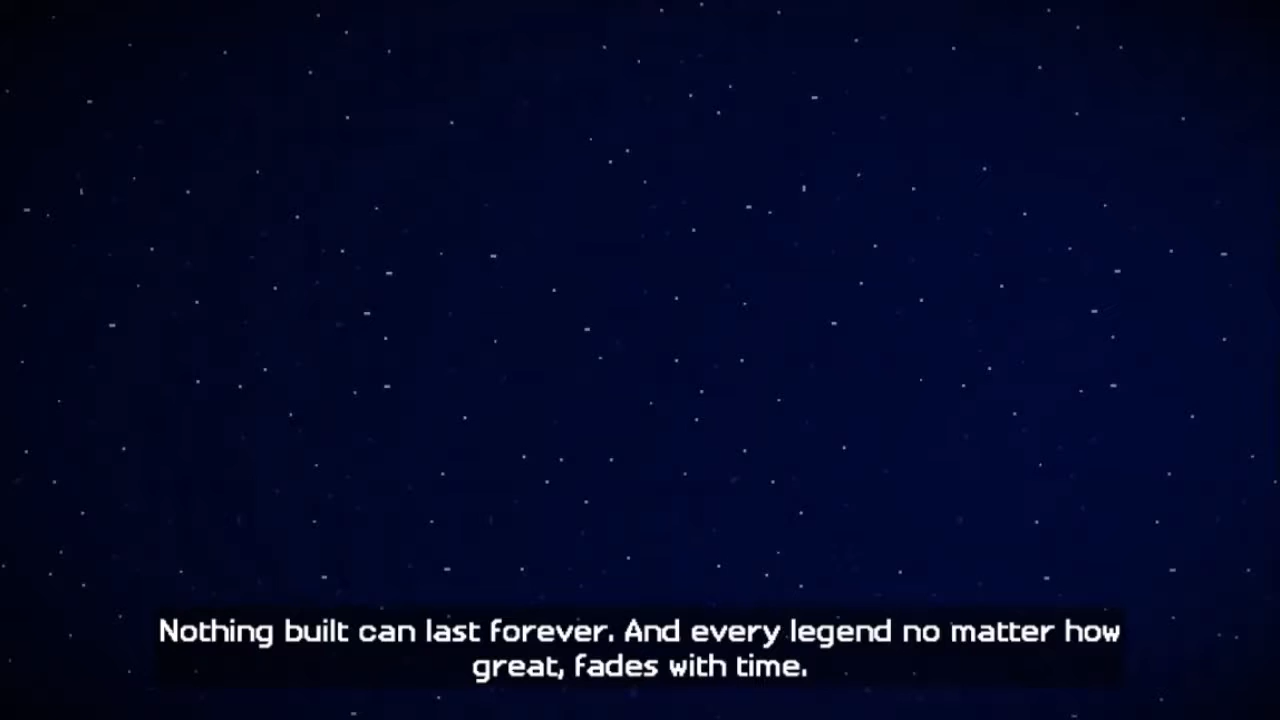 Nothing built can last forever. And every legend no matter how
great, fades with time.